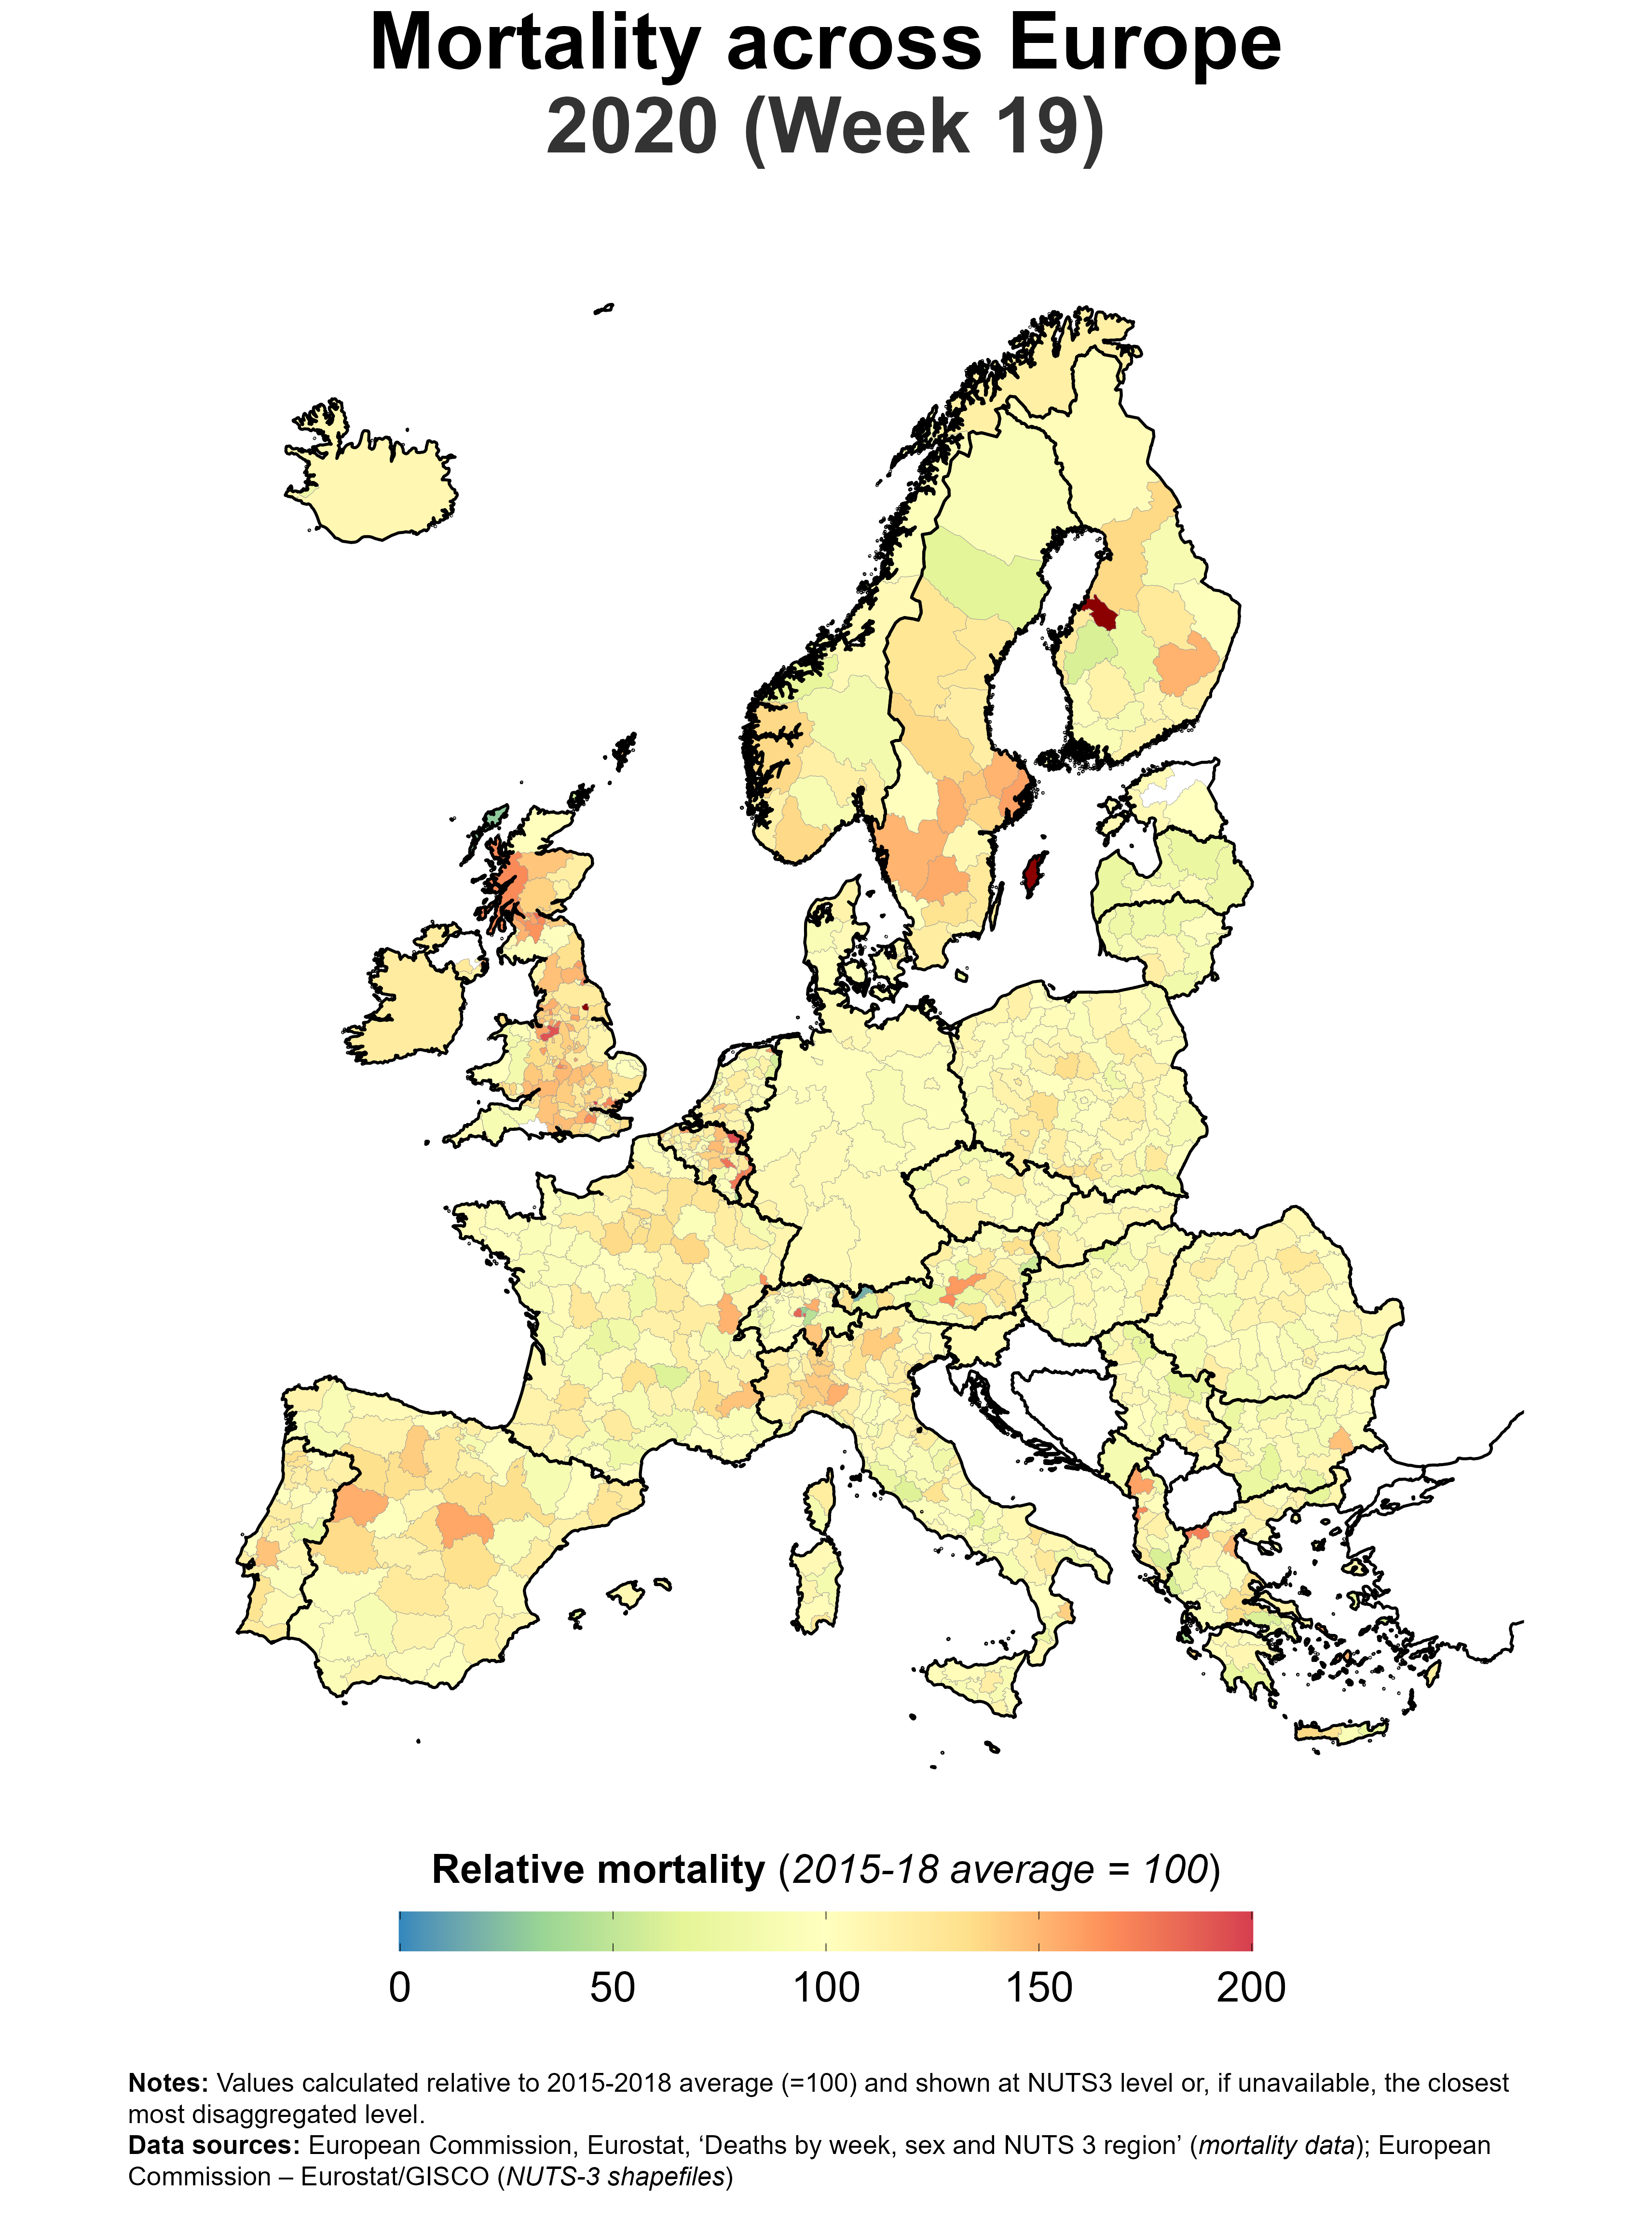 Mortality across Europe
2020 (Week 19)
Relative mortality (2015-18 average = 100)
0 50 100 150 200
Notes: Values calculated relative to 2015-2018 average (=100) and shown at NUTS3 level or, if unavailable, the closest
most disaggregated level.
Data sources: European Commission, Eurostat, ‘Deaths by week, sex and NUTS 3 region’ (mortality data); European
Commission – Eurostat/GISCO (NUTS-3 shapefiles)